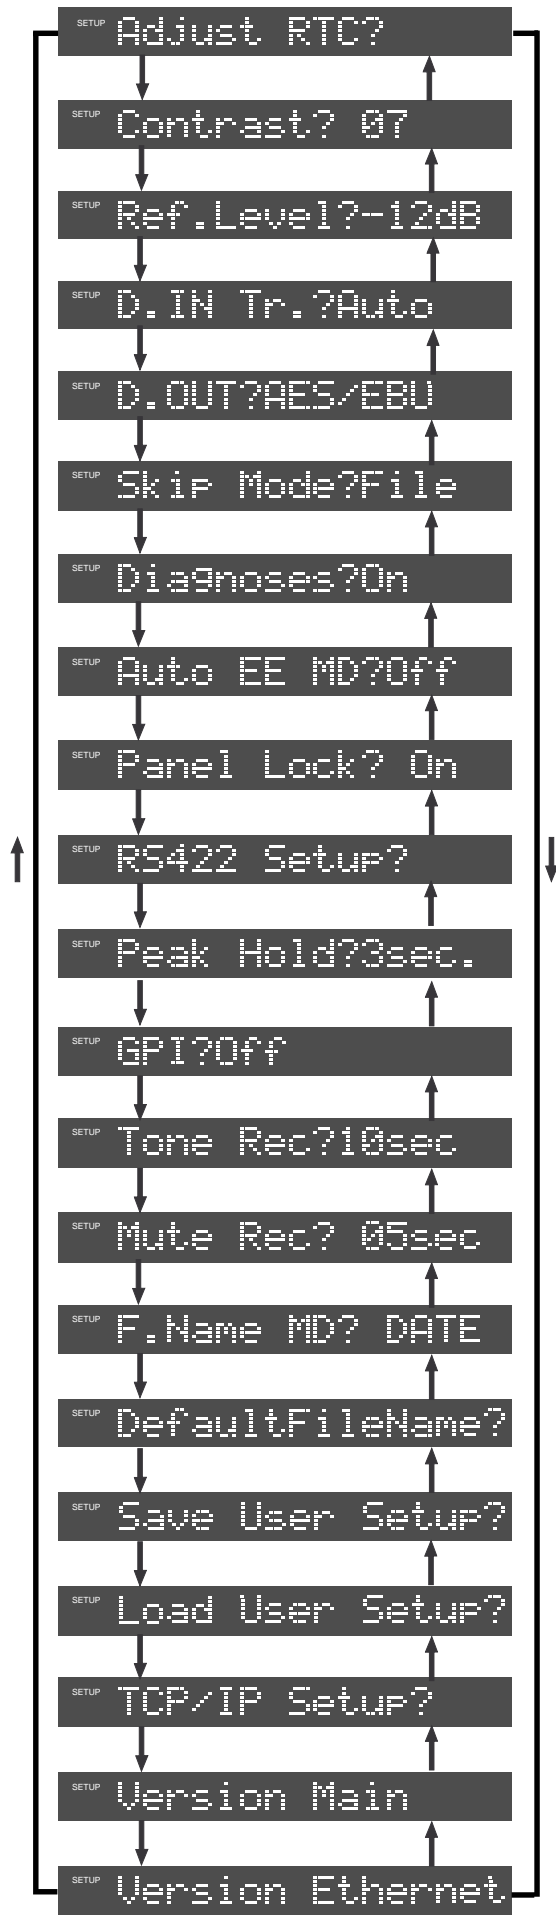 SETUP Adjust RTC?
SETUP Contrast? 07
SETUP Ref.Level?-12dB
SETUP D.IN Tr.?Auto
SETUP D.OUT?AES/EBU
SETUP Skip Mode?File
SETUP Diagnoses?On
SETUP Auto EE MD?Off
SETUP Panel Lock? On
SETUP RS422 Setup?
SETUP Peak Hold?3sec.
SETUP GPI?Off
SETUP Tone Rec?10sec
SETUP Mute Rec? 05sec
SETUP F.Name MD? DATE
SETUP DefaultFileName?
SETUP Save User Setup?
SETUP Load User Setup?
SETUP TCP/IP Setup?
SETUP Version Main
SETUP Version Ethernet